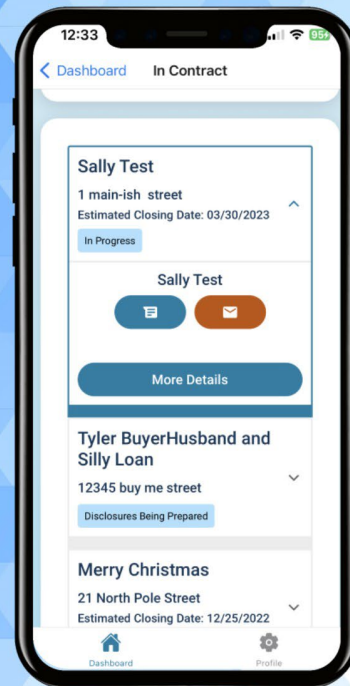 12:33
95+
Dashboard
In Contract
Sally Test
1 main-ish street
Estimated Closing Date: 03/30/2023
In Progress
Sally Test
More Details
Tyler BuyerHusband and
Silly Loan
12345 buy me street
Disclosures Being Prepared
Merry Christmas
21 North Pole Street
Estimated Closing Date: 12/25/2022
Dashboard
Profile